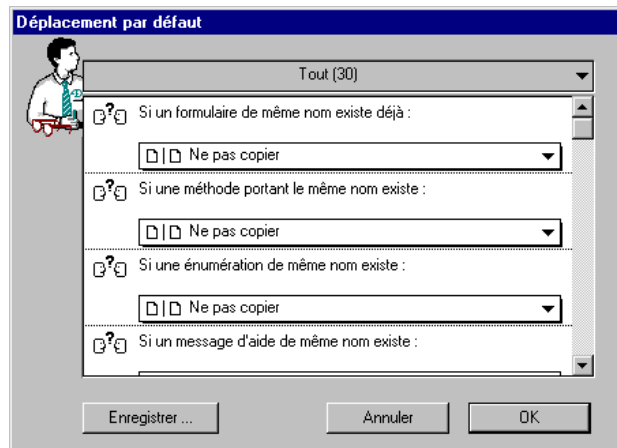 Déplacement par défaut
Tout (30)
Si un formulaire de même nom existe déjà :
Ne pas copier
Si une méthode portant le même nom existe :
Ne pas copier
Si une énumération de même nom existe :
Ne pas copier
Si un message d'aide de même nom existe :
Enregistrer ...
Annuler
OK